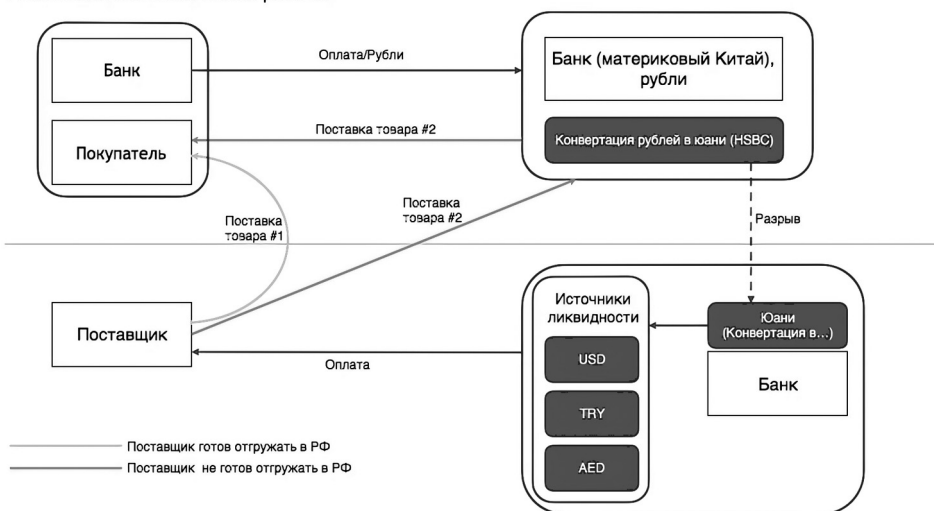 Банк
Оплата/Рубли
Банк (материковый Китай),
рубли
Покупатель
Поставка товара #2
Конвертация рублей в юани (HSBC)
Поставка
товара #1
Поставка
товара #2
Разрыв
Поставщик
Оплата
Источники
ликвидности
USD
TRY
AED
Юани
(Конвертация в...)
Банк
Поставщик готов отгружать в РФ
Поставщик не готов отгружать в РФ